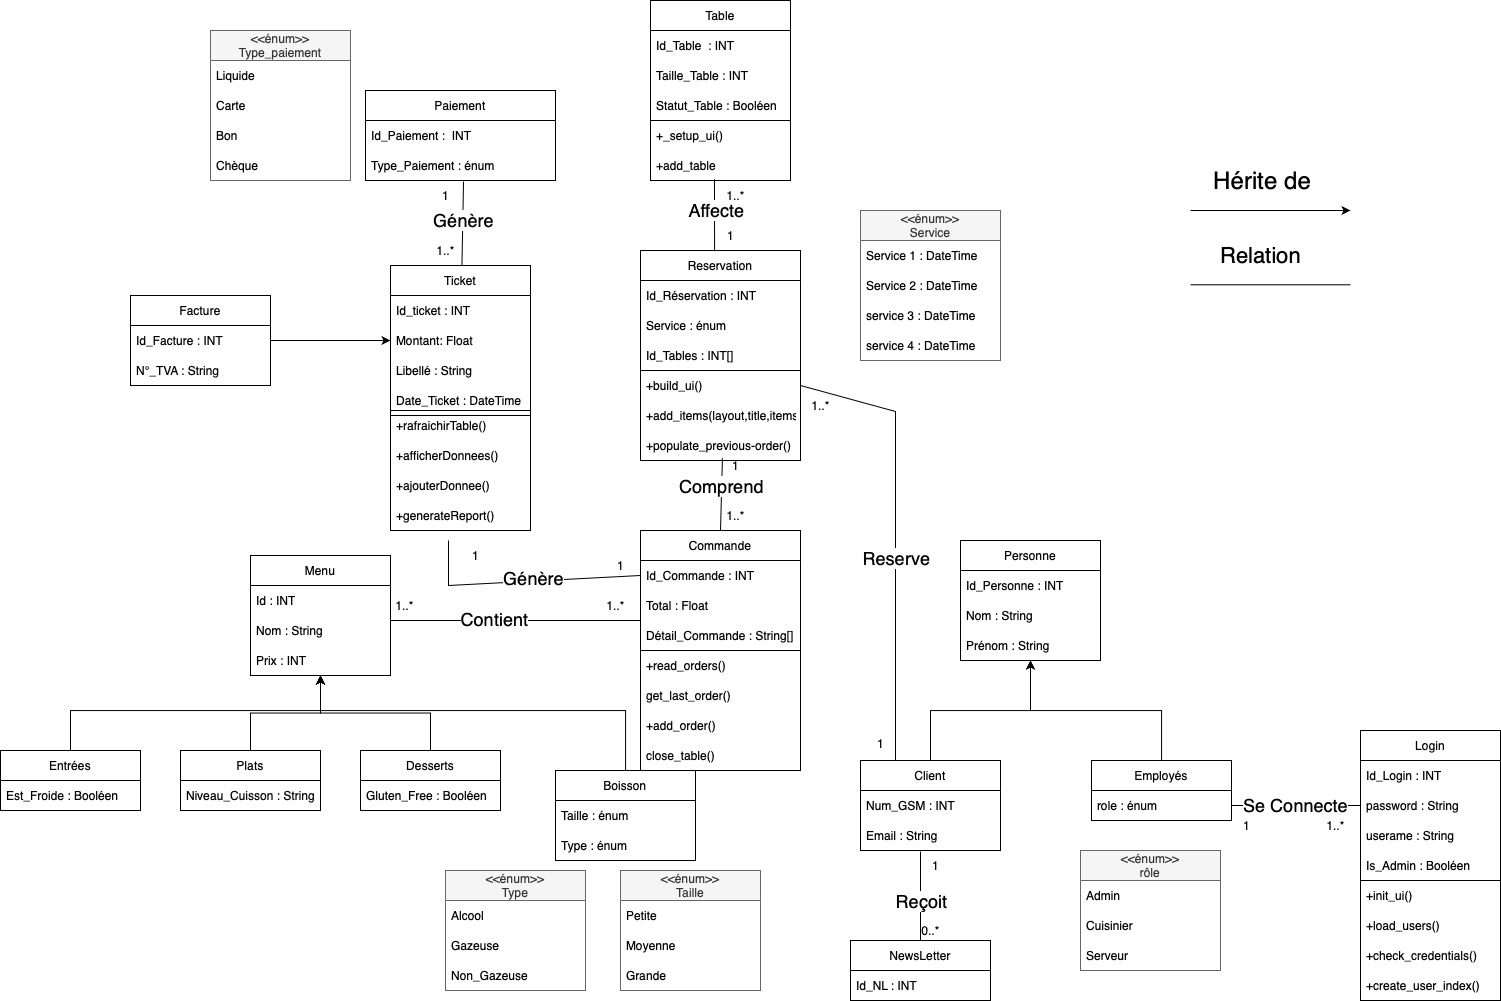 Table
Id_Table : INT
Taille_Table : INT
Statut_Table : Booléen
+_setup_ui()
+add_table
<<énum>>
Type_paiement
Liquide
Carte
Bon
Chèque
Paiement
Id_Paiement : INT
Type_Paiement : énum
1
Génère
1..*
1..*
Affecte
1
Hérite de
Relation
<<énum>>
Service
Service 1 : DateTime
Service 2 : DateTime
service 3 : DateTime
service 4 : DateTime
Ticket
Id_ticket : INT
Montant: Float
Libellé : String
Date_Ticket : DateTime
+rafraichirTable()
+afficherDonnees()
+ajouterDonnee()
+generateReport()
Facture
Id_Facture : INT
N°_TVA : String
Reservation
Id_Réservation : INT
Service : énum
Id_Tables : INT[]
+build_ui()
+add_items(layout,title,items
+populate_previous-order()
1..*
1
Comprend
1..*
1
Génère
1
Reserve
1
Menu
Id : INT
Nom : String
Prix : INT
1..*
Contient
1..*
Commande
Id_Commande : INT
Total : Float
Détail_Commande : String[]
+read_orders()
get_last_order()
+add_order()
close_table()
Personne
Id_Personne : INT
Nom : String
Prénom : String
Entrées
Est_Froide : Booléen
Plats
Niveau_Cuisson : String
Desserts
Gluten_Free : Booléen
Boisson
Taille : énum
Type : énum
Client
Num_GSM : INT
Email : String
Employés
role : énum
Se Connecte
1
1..*
Login
Id_Login : INT
password : String
userame : String
Is_Admin : Booléen
+init_ui()
+load_users()
+check_credentials()
+create_user_index()
<<énum>>
Type
Alcool
Gazeuse
Non_Gazeuse
<<énum>>
Taille
Petite
Moyenne
Grande
1
Reçoit
0..*
NewsLetter
Id_NL : INT
<<énum>>
rôle
Admin
Cuisinier
Serveur